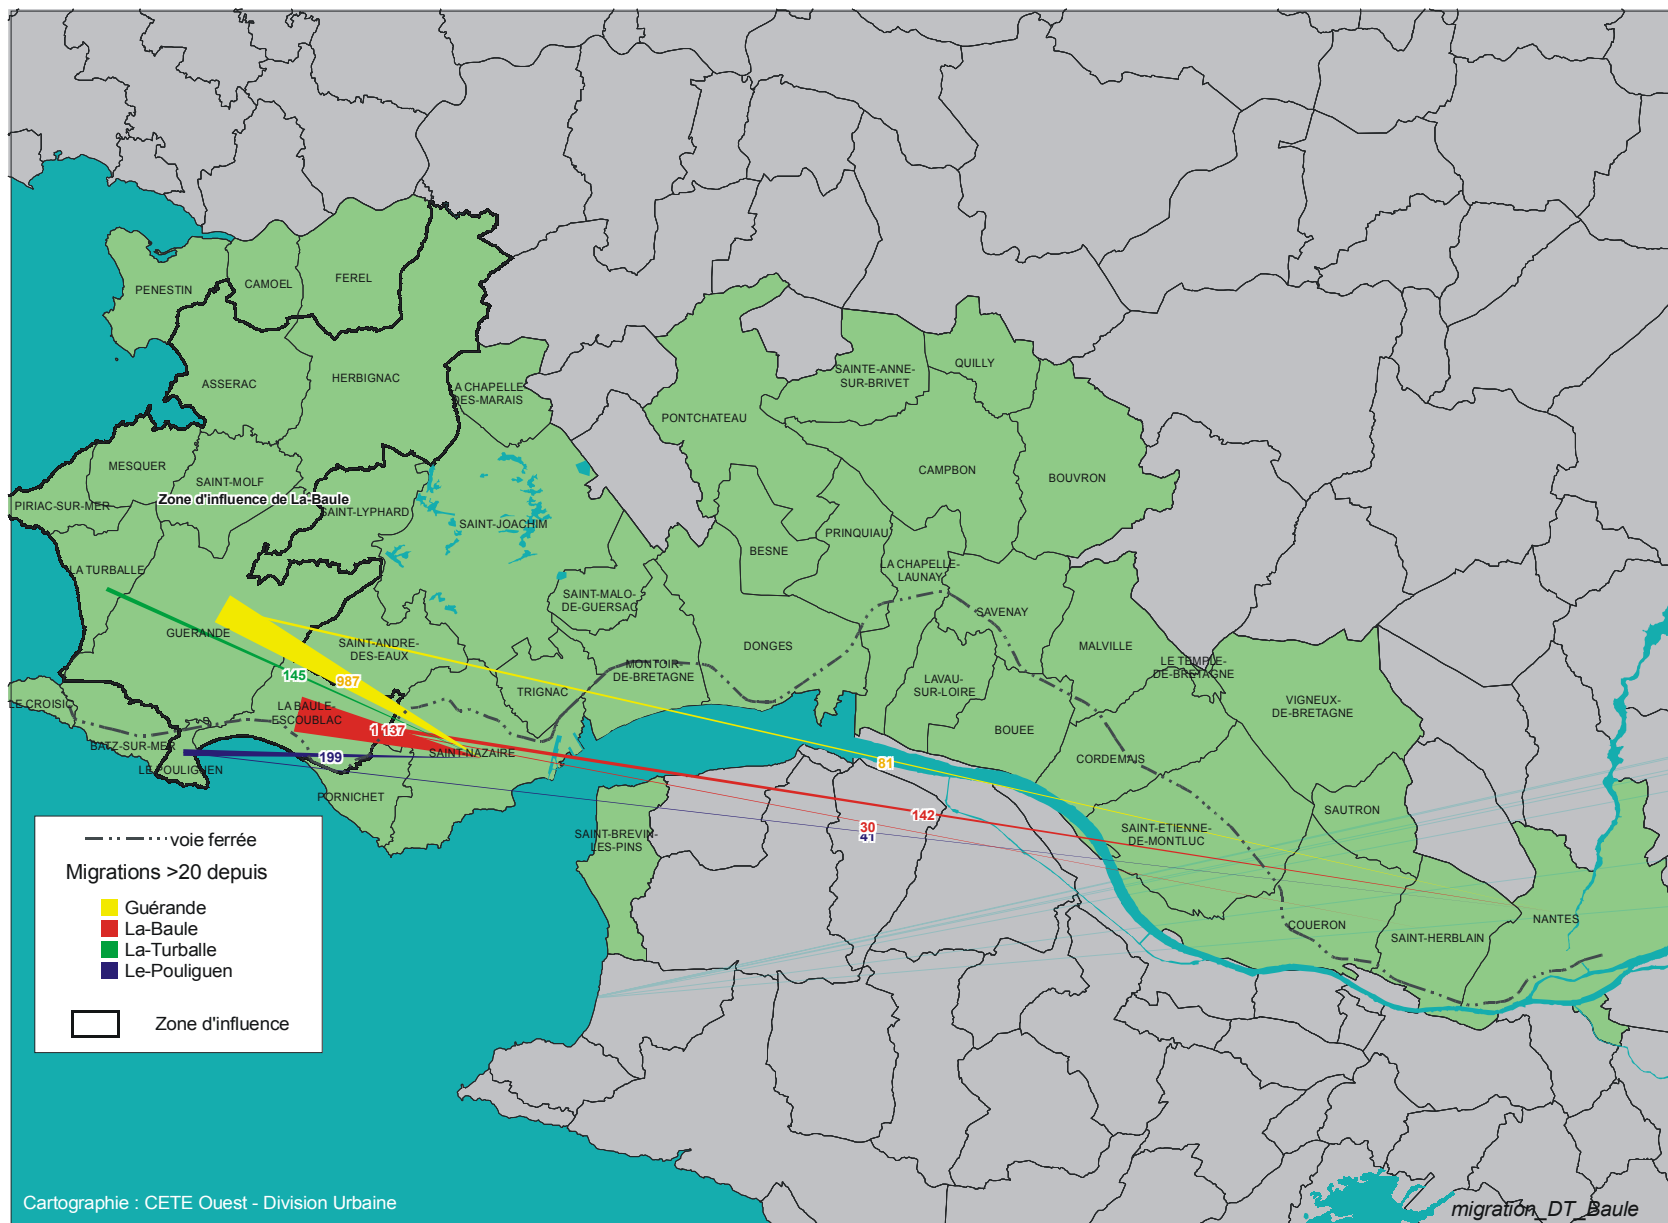 PENESTIN
CAMOEL
FEREL
ASSERAC
HERBIGNAC
LA CHAPELLE-
DES-MARAIS
SAINTE-ANNE-
SUR-BRIVET
QUILLY
PONTCHATEAU
CAMPBON
BOUVRON
MESQUER
SAINT-MOLF
Zone d'influence de La-Baule
PIRIAC-SUR-MER
SAINT-LYPHARD
SAINT-JOACHIM
BESNE
PRINQUIAU
LA TURBALLE
LA CHAPELLE-
LAUNAY
SAINT-MALO-
DE-GUERSAC
SAVENAY
GUERANDE
SAINT-ANDRE-
DES-EAUX
DONGES
MALVILLE
LE TEMPLE-
DE-BRETAGNE
MONTOIR-
DE-BRETAGNE
TRIGNAC
LAVAU-
SUR-LOIRE
VIGNEUX-
DE-BRETAGNE
145
987
LE CROISIC
LA BAULE-
ESCOUBLAC
1 137
BOUEE
BATZ-SUR-MER
199
SAINT-NAZAIRE
CORDEMAIS
81
LE POULIGUEN
PORNICHET
SAUTRON
142
30
41
SAINT-BREVIN-
LES-PINS
SAINT-ETIENNE-
DE-MONTLUC
COUERON
NANTES
SAINT-HERBLAIN
voie ferrée
Migrations >20 depuis
Guérande
La-Baule
La-Turballe
Le-Pouliguen
Zone d'influence
Cartographie : CETE Ouest - Division Urbaine
migration_DT_Baule